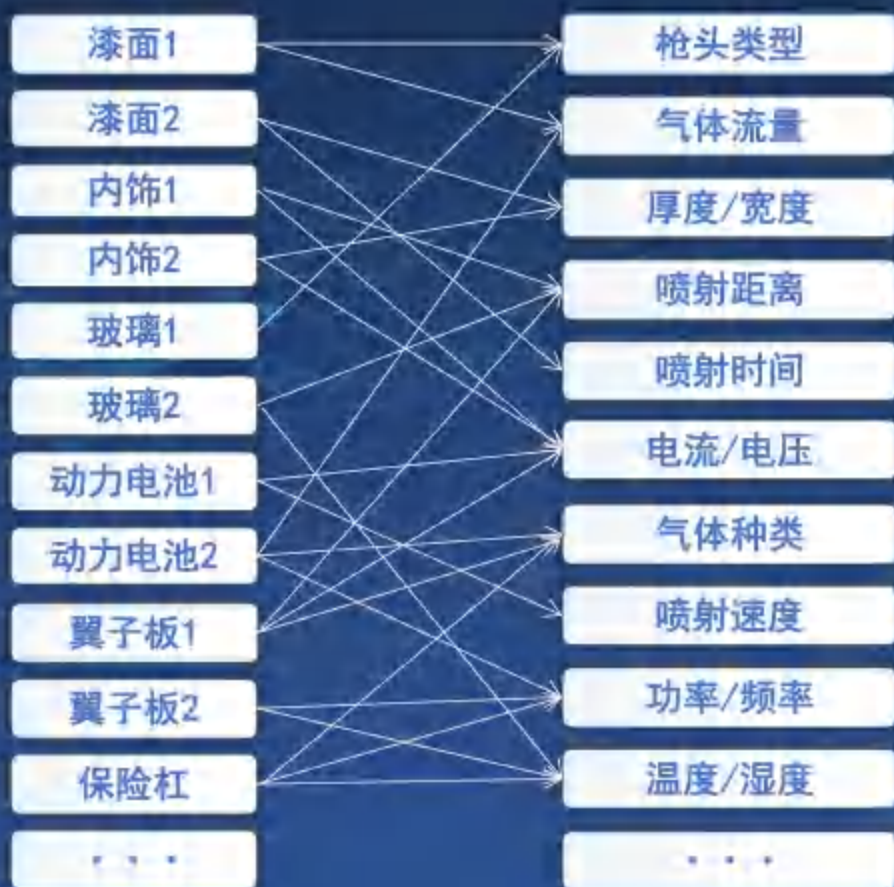 漆面1
漆面2
内饰1
内饰2
玻璃1
玻璃2
动力电池1
动力电池2
翼子板1
翼子板2
保险杠
...
枪头类型
气体流量
厚度/宽度
喷射距离
喷射时间
电流/电压
气体种类
喷射速度
功率/频率
温度/湿度
...